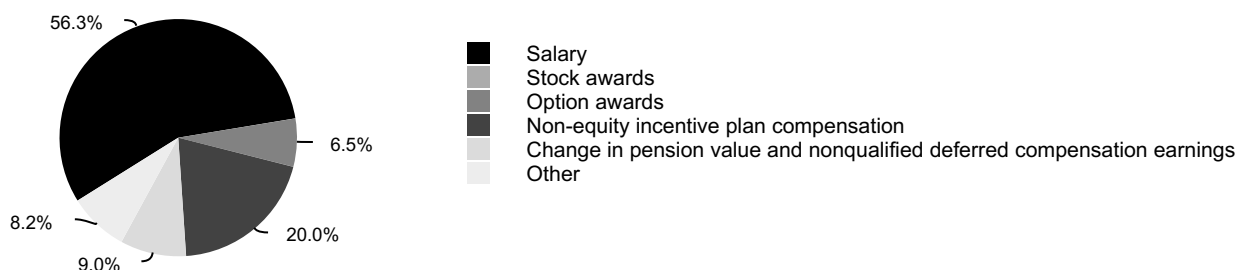 56.3%
6.5%
20.0%
9.0%
8.2%
Salary
Stock awards
Option awards
Non-equity incentive plan compensation
Change in pension value and nonqualified deferred compensation earnings
Other